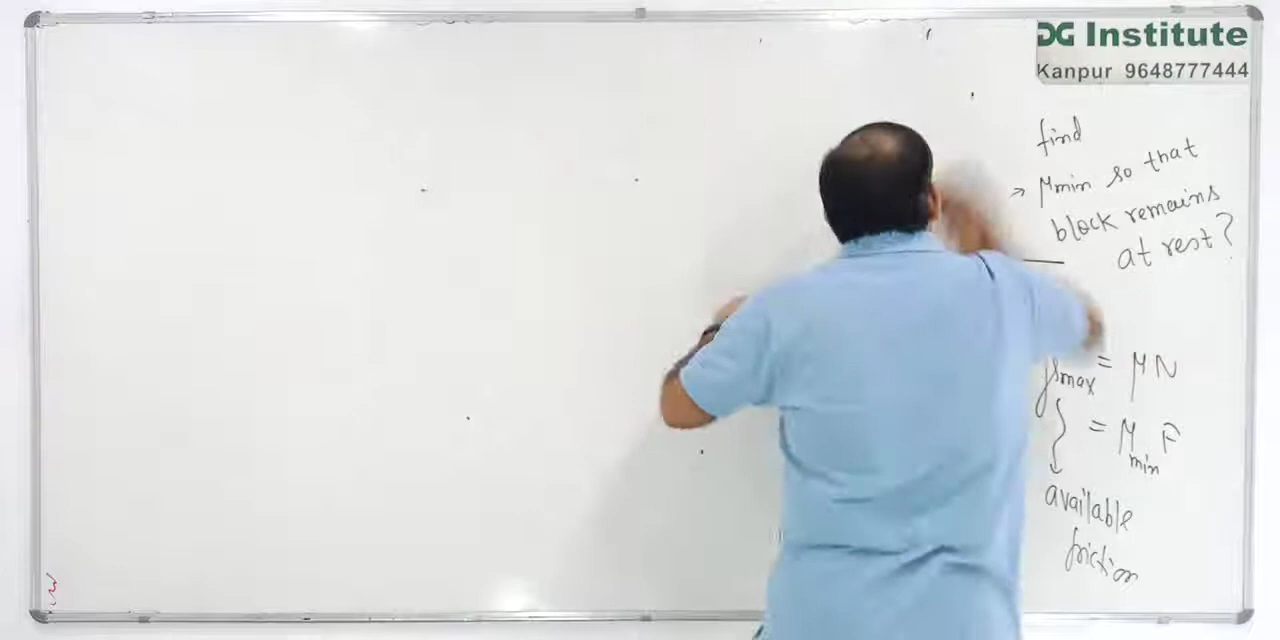 DG Institute
Kanpur 9648777444
find
→ μmin so that
block remains
at rest?
fsmax = μN
= μmin F
available
friction